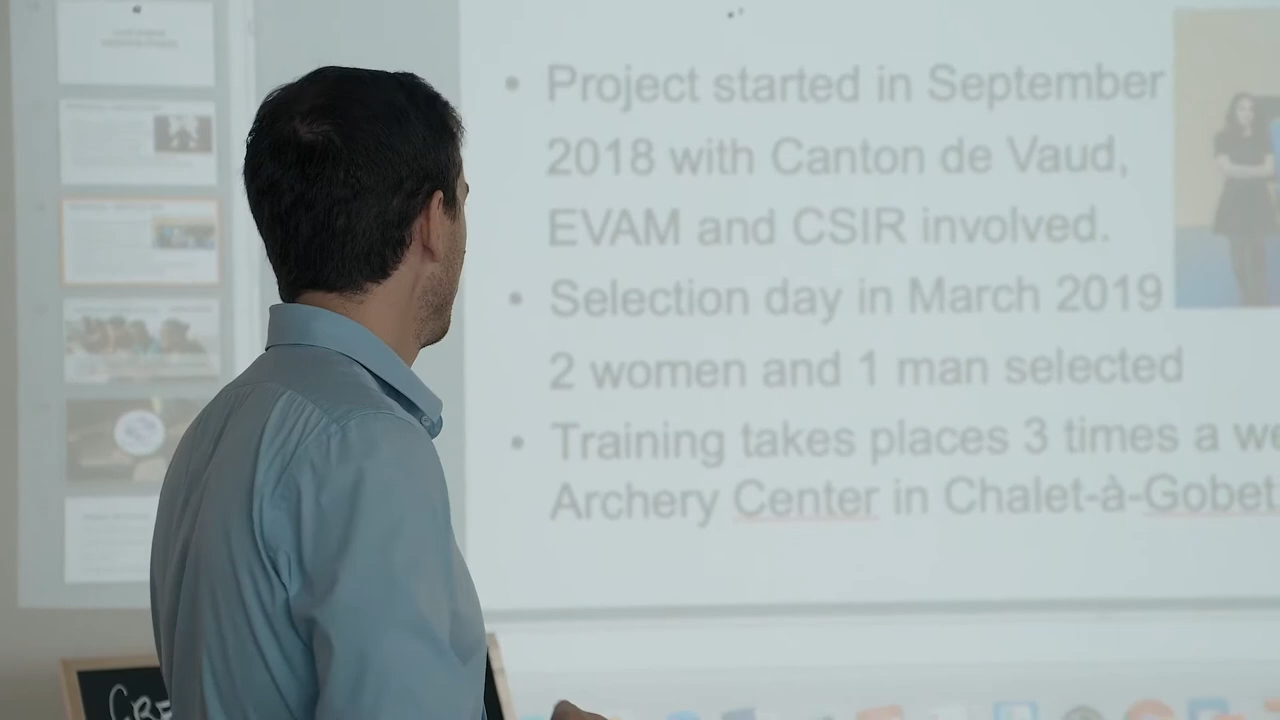 Project started in September
2018 with Canton de Vaud,
EVAM and CSIR involved.
Selection day in March 2019
2 women and 1 man selected
Training takes places 3 times a we
Archery Center in Chalet-à-Gobet.
CRE